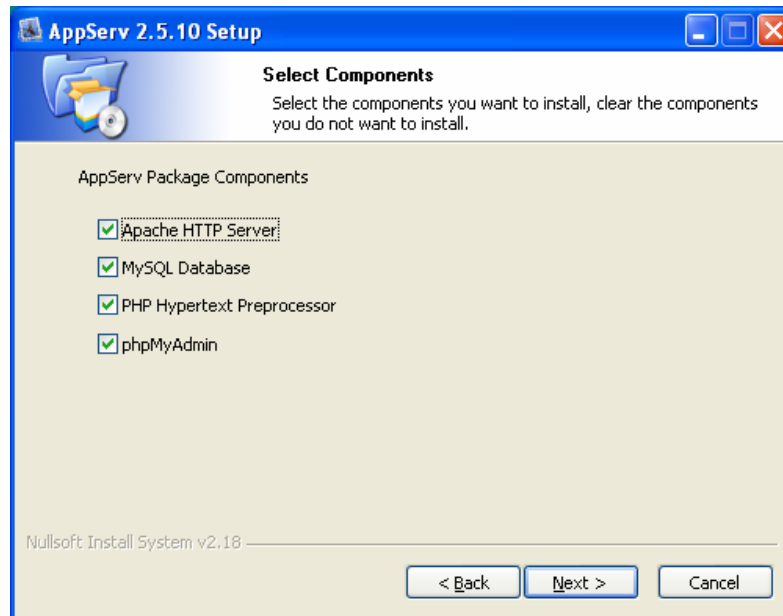 AppServ 2.5.10 Setup
Select Components
Select the components you want to install, clear the components
you do not want to install.
AppServ Package Components
Apache HTTP Server
MySQL Database
PHP Hypertext Preprocessor
phpMyAdmin
Nullsoft Install System v2.18
< Back
Next >
Cancel